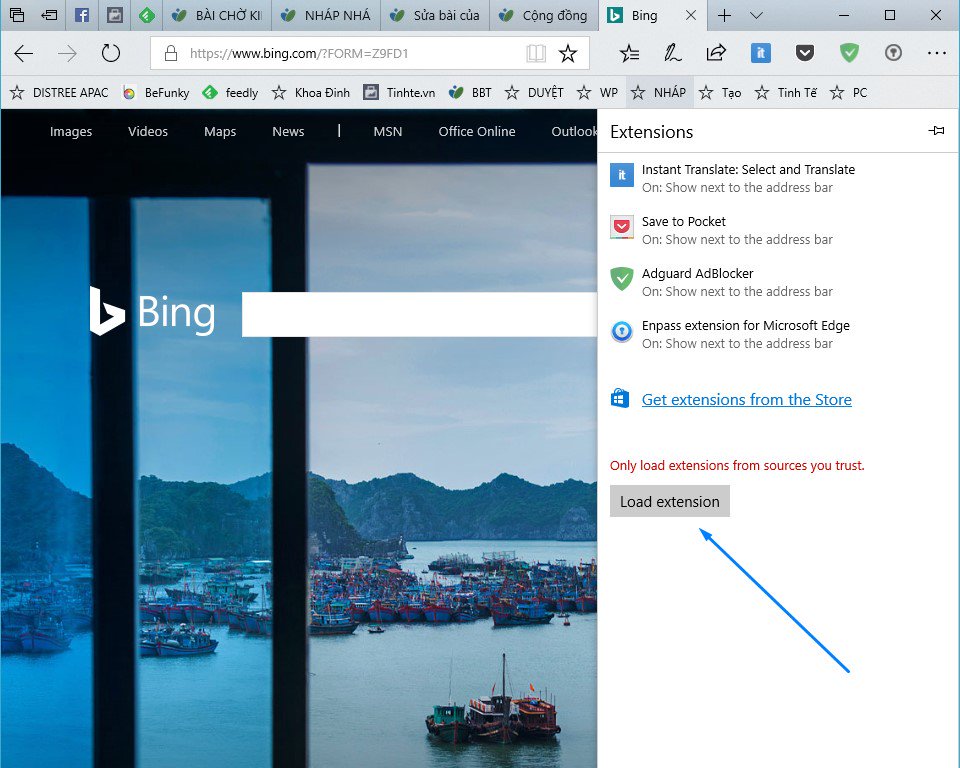 BÀI CHỜ KI
NHÁP NHÁ
Sửa bài của
Cộng đồng
Bing
https://www.bing.com/?FORM=Z9FD1
it
DISTREE APAC
BeFunky
feedly
Khoa Đinh
Tinhte.vn
BBT
DUYỆT
WP
NHÁP
Tạo
Tinh Tế
PC
Images
Videos
Maps
News
|
MSN
Office Online
Outlook
Bing
Extensions
it
Instant Translate: Select and Translate
On: Show next to the address bar
Save to Pocket
On: Show next to the address bar
Adguard AdBlocker
On: Show next to the address bar
Enpass extension for Microsoft Edge
On: Show next to the address bar
Get extensions from the Store
Only load extensions from sources you trust.
Load extension